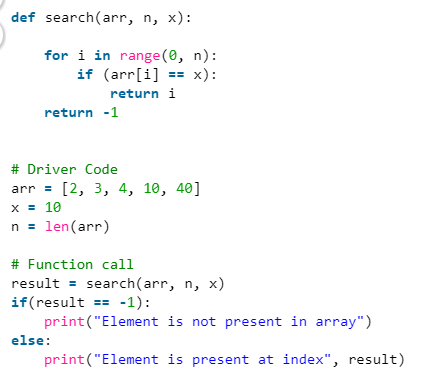 def search(arr, n, x):
    for i in range(0, n):
        if (arr[i] == x):
            return i
    return -1
# Driver Code
arr = [2, 3, 4, 10, 40]
x = 10
n = len(arr)
# Function call
result = search(arr, n, x)
if(result == -1):
    print("Element is not present in array")
else:
    print("Element is present at index", result)